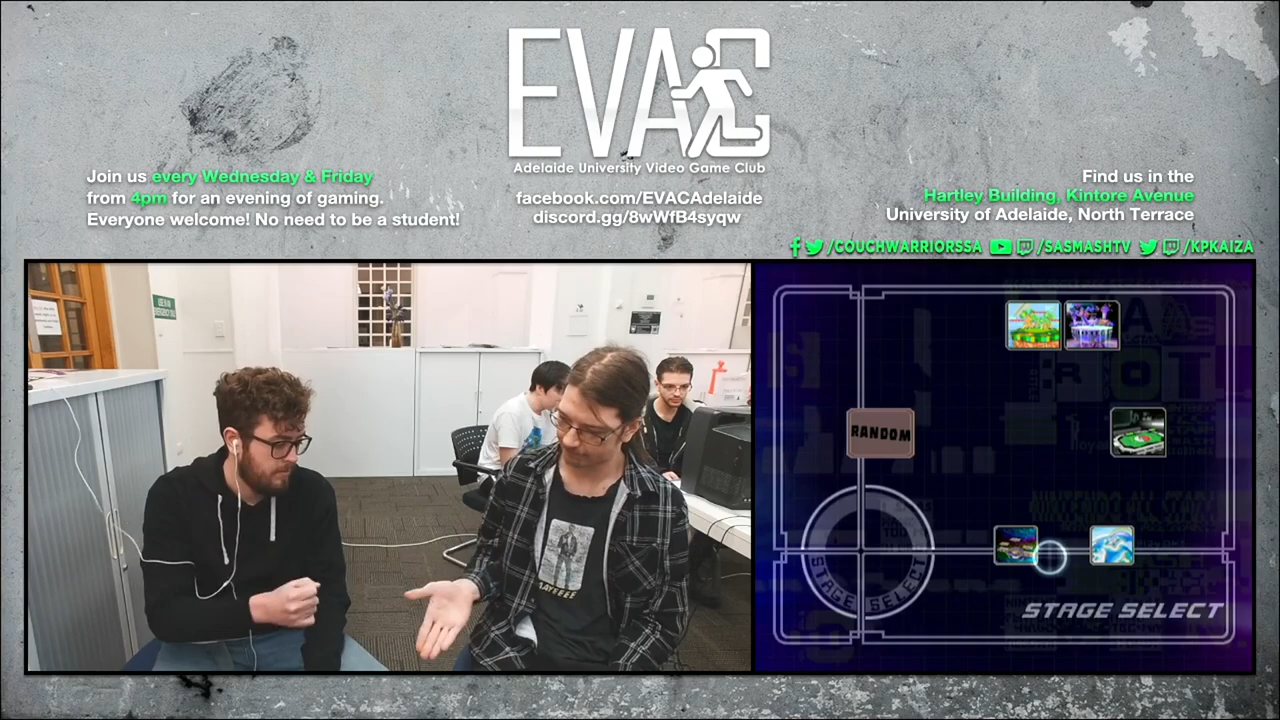 EVAC
Adelaide University Video Game Club
facebook.com/EVACAdelaide
discord.gg/8wWfB4syqw
Join us every Wednesday & Friday
from 4pm for an evening of gaming.
Everyone welcome! No need to be a student!
Find us in the
Hartley Building, Kintore Avenue
University of Adelaide, North Terrace
/COUCHWARRIORSSA /SASMASHTV /KPKAIZA
RANDOM
STAGE SELECT
STAGE SELECT